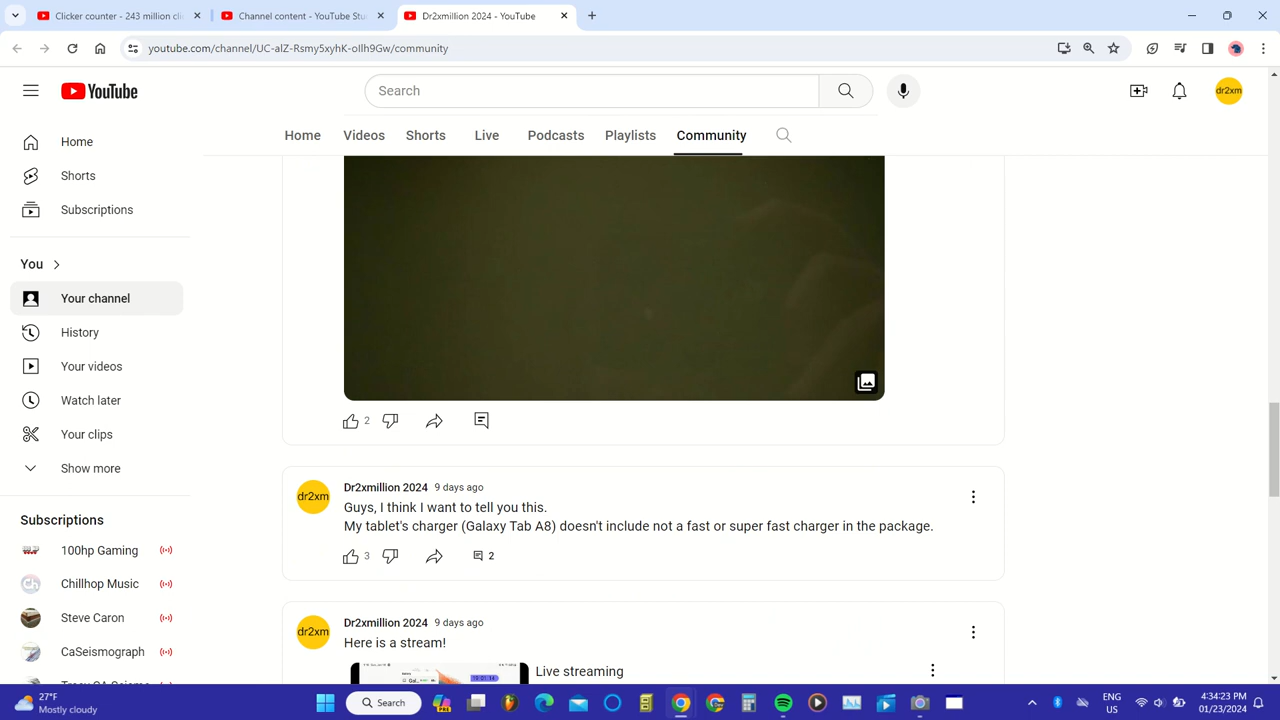 Clicker counter - 243 million cli
Channel content - YouTube Stu
Dr2xmillion 2024 - YouTube
youtube.com/channel/UC-alZ-Rsmy5xyhK-oIlh9Gw/community
YouTube
Search
dr2xm
Home
Videos
Shorts
Live
Podcasts
Playlists
Community
Home
Shorts
Subscriptions
You
Your channel
History
Your videos
Watch later
Your clips
Show more
Subscriptions
100hp Gaming
Chillhop Music
Steve Caron
CaSeismograph
2
dr2xm
Dr2xmillion 2024 9 days ago
Guys, I think I want to tell you this.
My tablet's charger (Galaxy Tab A8) doesn't include not a fast or super fast charger in the package.
3
2
dr2xm
Dr2xmillion 2024 9 days ago
Here is a stream!
Live streaming
27°F
Mostly cloudy
Search
PRE
ENG
US
4:34:23 PM
01/23/2024